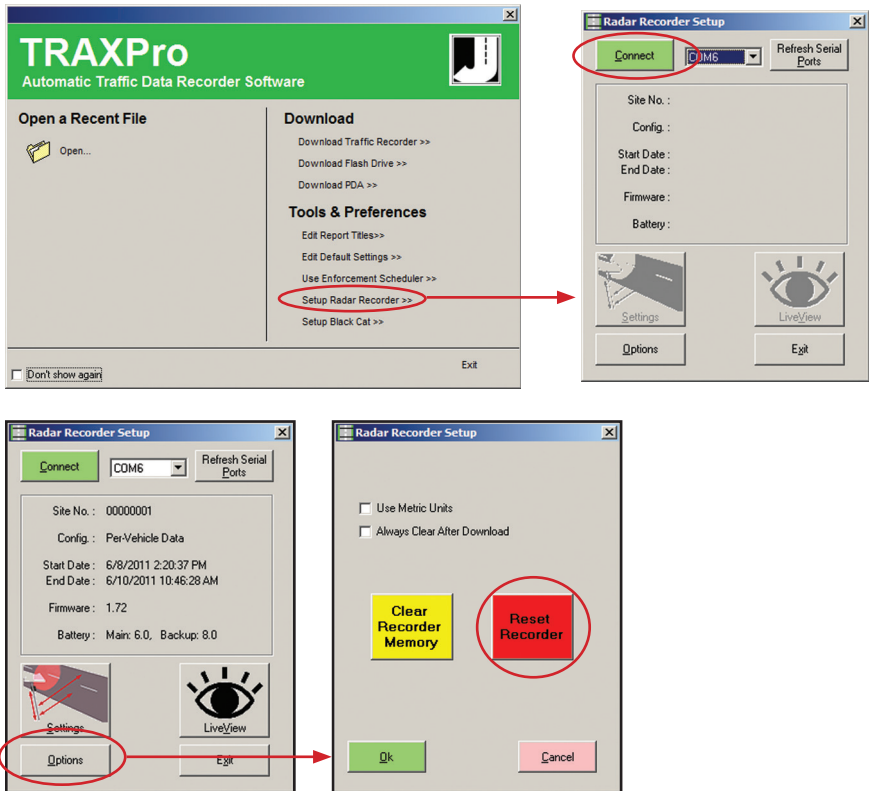 TRAXPro
Automatic Traffic Data Recorder Software
Open a Recent File
Open...
Download
Download Traffic Recorder >>
Download Flash Drive >>
Download PDA >>
Tools & Preferences
Edit Report Titles>>
Edit Default Settings >>
Use Enforcement Scheduler >>
Setup Radar Recorder >>
Setup Black Cat >>
Don't show again
Exit
Radar Recorder Setup
Connect
COM6
Refresh Serial
Ports
Site No. :
Config. :
Start Date :
End Date :
Firmware :
Battery :
Settings
LiveView
Options
Exit
Radar Recorder Setup
Connect
COM6
Refresh Serial
Ports
Site No. : 00000001
Config. : Per-Vehicle Data
Start Date : 6/8/2011 2:20:37 PM
End Date : 6/10/2011 10:46:28 AM
Firmware : 1.72
Battery : Main: 6.0, Backup: 8.0
Settings
LiveView
Options
Exit
Radar Recorder Setup
Use Metric Units
Always Clear After Download
Clear
Recorder
Memory
Reset
Recorder
Ok
Cancel